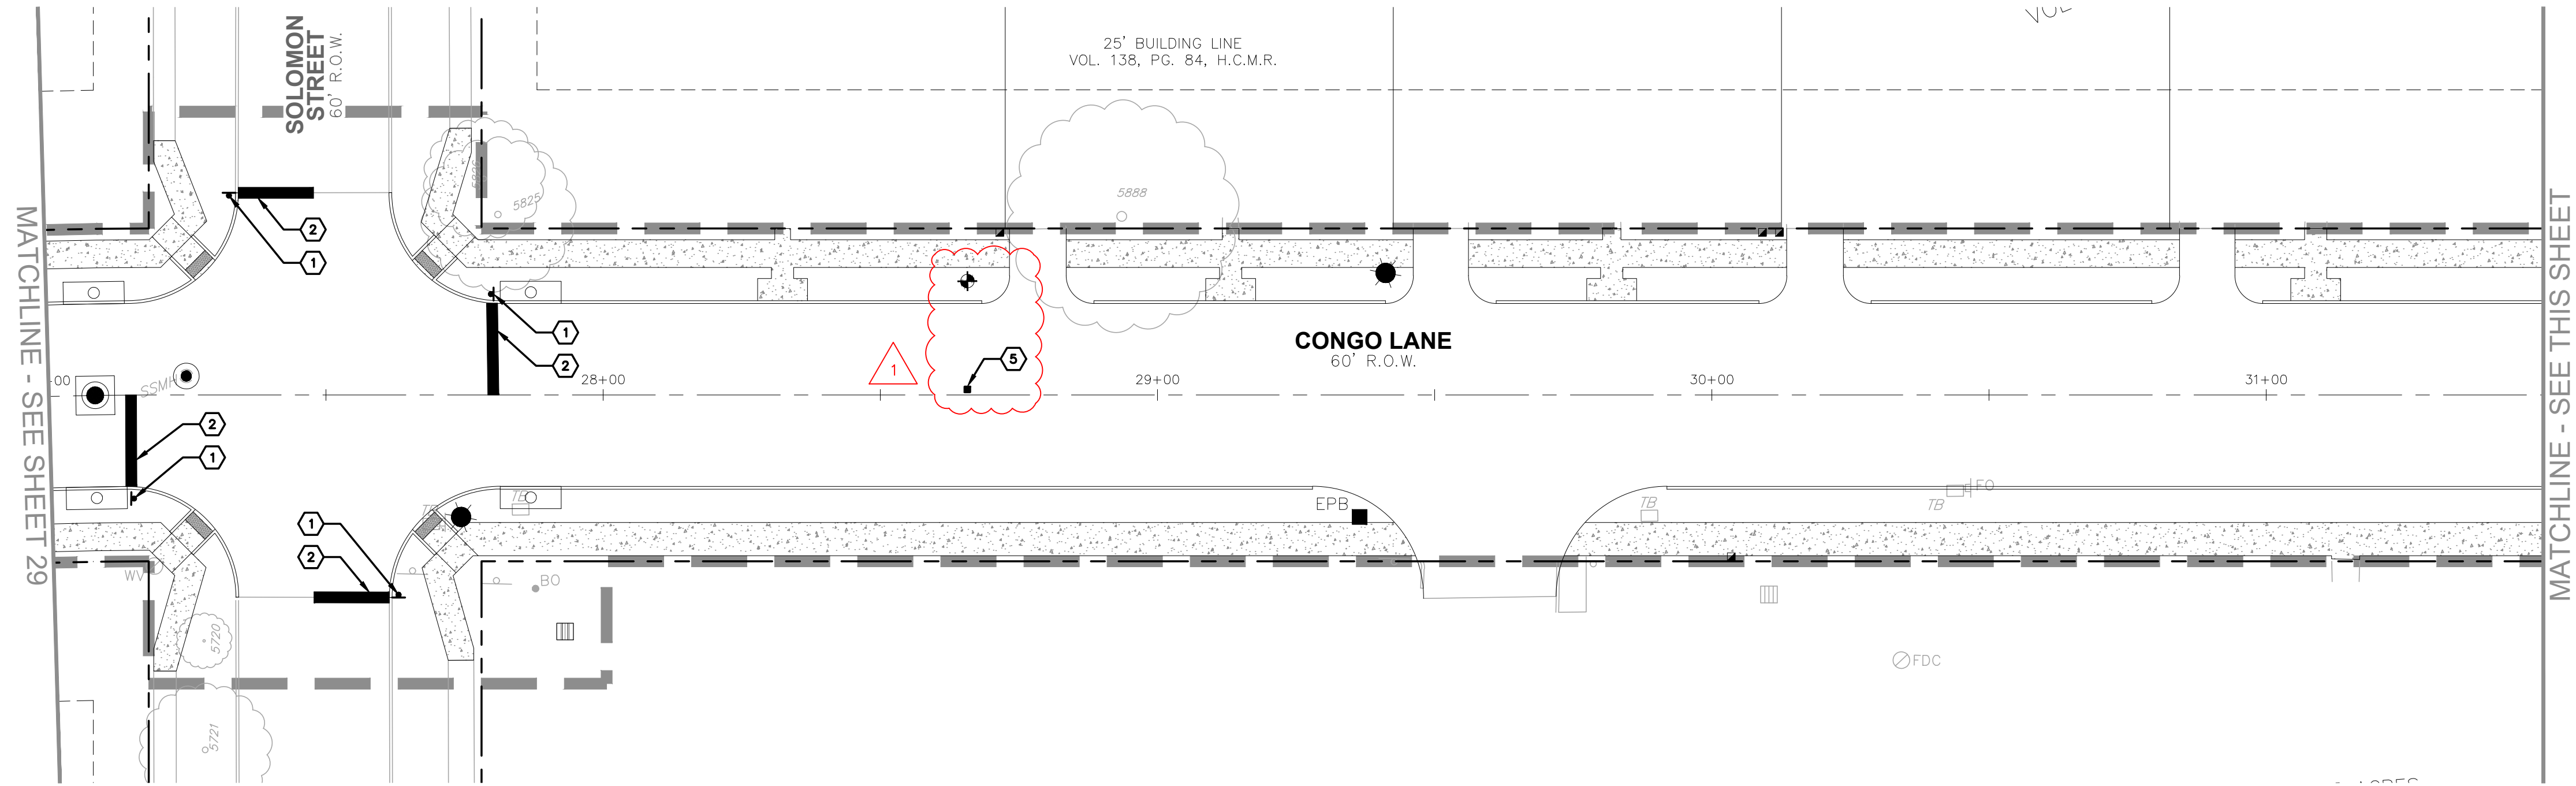 SOLOMON
STREET
60' R.O.W.
25' BUILDING LINE
VOL. 138, PG. 84, H.C.M.R.
5825
5888
2
1
1
2
5
1
CONGO LANE
60' R.O.W.
MATCHLINE - SEE SHEET 29
MATCHLINE - SEE THIS SHEET
00
SSMH
28+00
29+00
30+00
31+00
2
1
1
2
TB
TB
EPB
TB
TB
FO
WV
BO
5720
5721
FDC